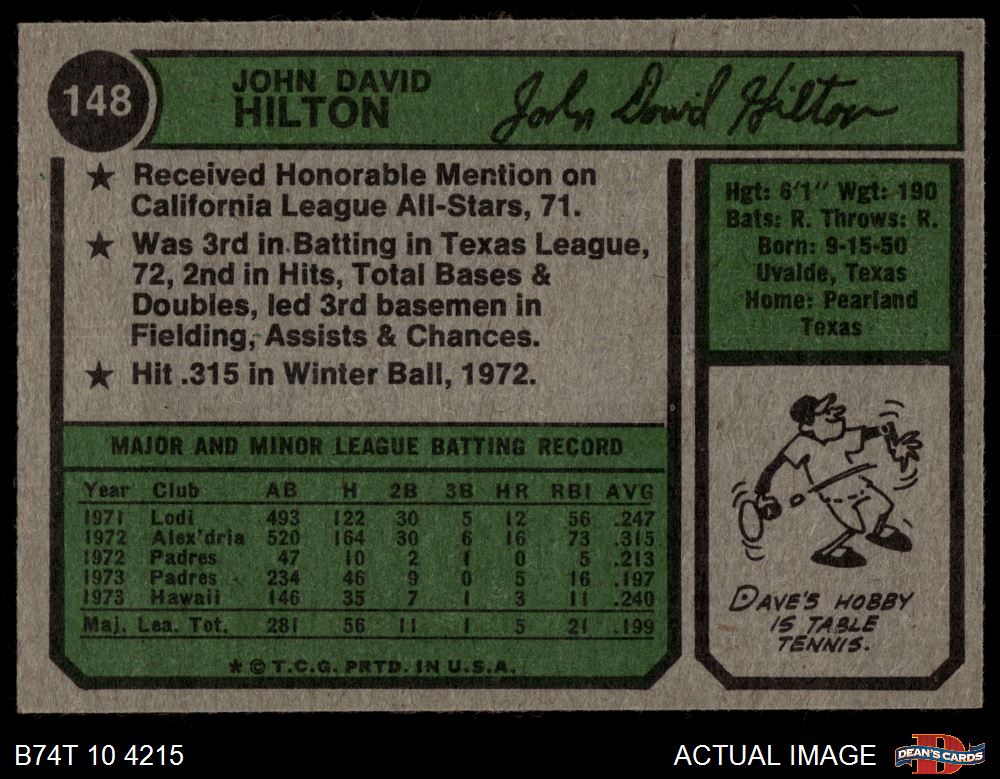 148
JOHN DAVID
HILTON
John David Hilton
★ Received Honorable Mention on
California League All-Stars, 71.
★ Was 3rd in Batting in Texas League,
72, 2nd in Hits, Total Bases &
Doubles, led 3rd basemen in
Fielding, Assists & Chances.
★ Hit .315 in Winter Ball, 1972.
Hgt: 6'1" Wgt: 190
Bats: R. Throws: R.
Born: 9-15-50
Uvalde, Texas
Home: Pearland
Texas
MAJOR AND MINOR LEAGUE BATTING RECORD
Year Club AB H 2B 3B HR RBI AVG
1971 Lodi 493 122 30 5 12 56 .247
1972 Alex'dria 520 164 30 6 16 73 .315
1972 Padres 47 10 2 1 0 5 .213
1973 Padres 234 46 9 0 5 16 .197
1973 Hawaii 146 35 7 1 3 11 .240
Maj. Lea. Tot. 281 56 11 1 5 21 .199
* © T.C.G. PRTD. IN U.S.A.
DAVE'S HOBBY
IS TABLE
TENNIS.
B74T 10 4215
ACTUAL IMAGE
DEAN'S CARDS